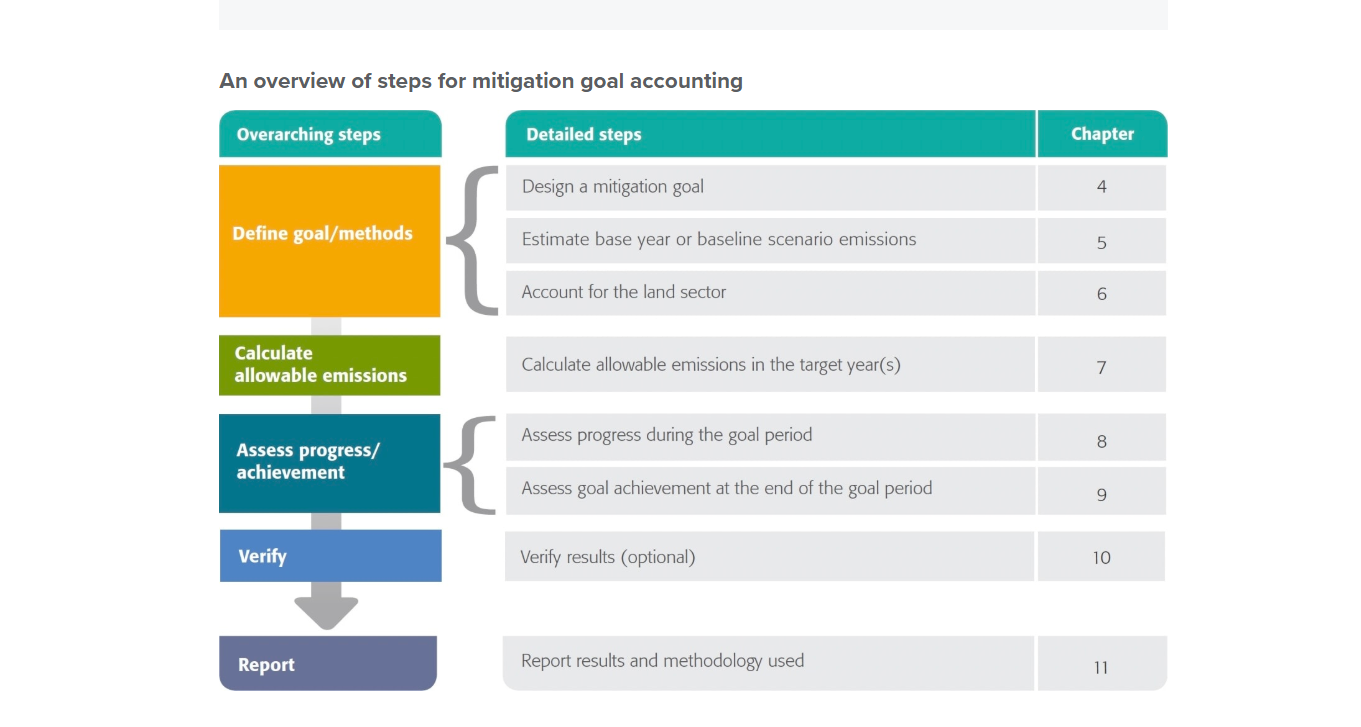 An overview of steps for mitigation goal accounting
Overarching steps
Detailed steps
Chapter
Define goal/methods
Design a mitigation goal
4
Estimate base year or baseline scenario emissions
5
Account for the land sector
6
Calculate
allowable emissions
Calculate allowable emissions in the target year(s)
7
Assess progress/
achievement
Assess progress during the goal period
8
Assess goal achievement at the end of the goal period
9
Verify
Verify results (optional)
10
Report
Report results and methodology used
11